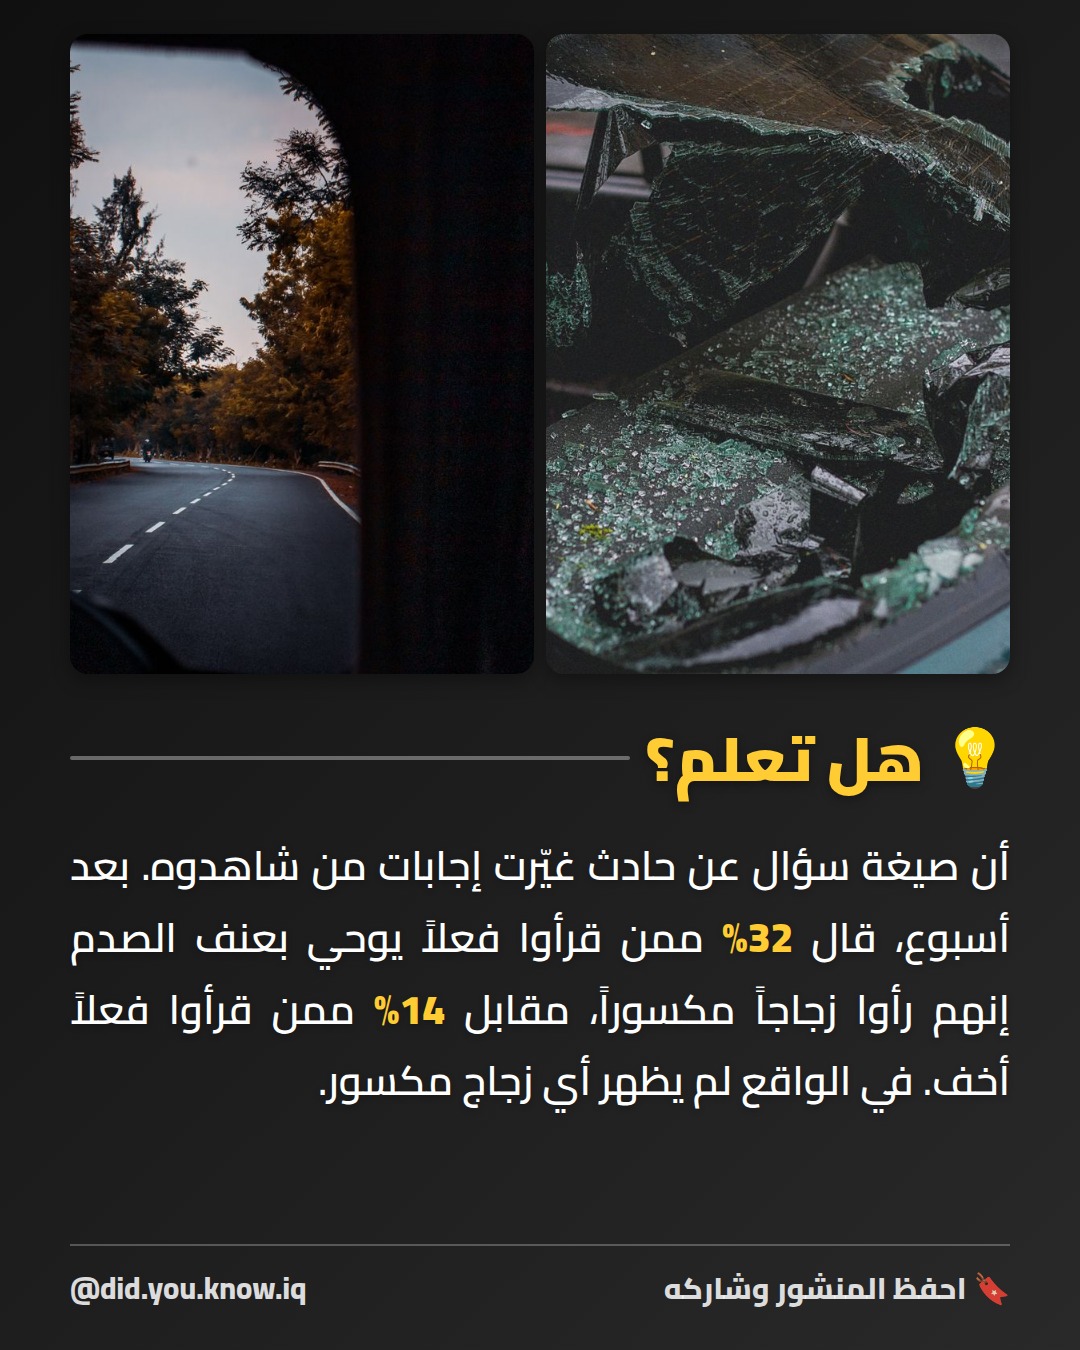 هل تعلم؟
أن صيغة سؤال عن حادث غيّرت إجابات من شاهدوه. بعد
أسبوع، قال 32% ممن قرأوا فعلاً يوحي بعنف الصدم
إنهم رأوا زجاجاً مكسوراً، مقابل 14% ممن قرأوا فعلاً
أخف. في الواقع لم يظهر أي زجاج مكسور.
احفظ المنشور وشاركه
@did.you.know.iq